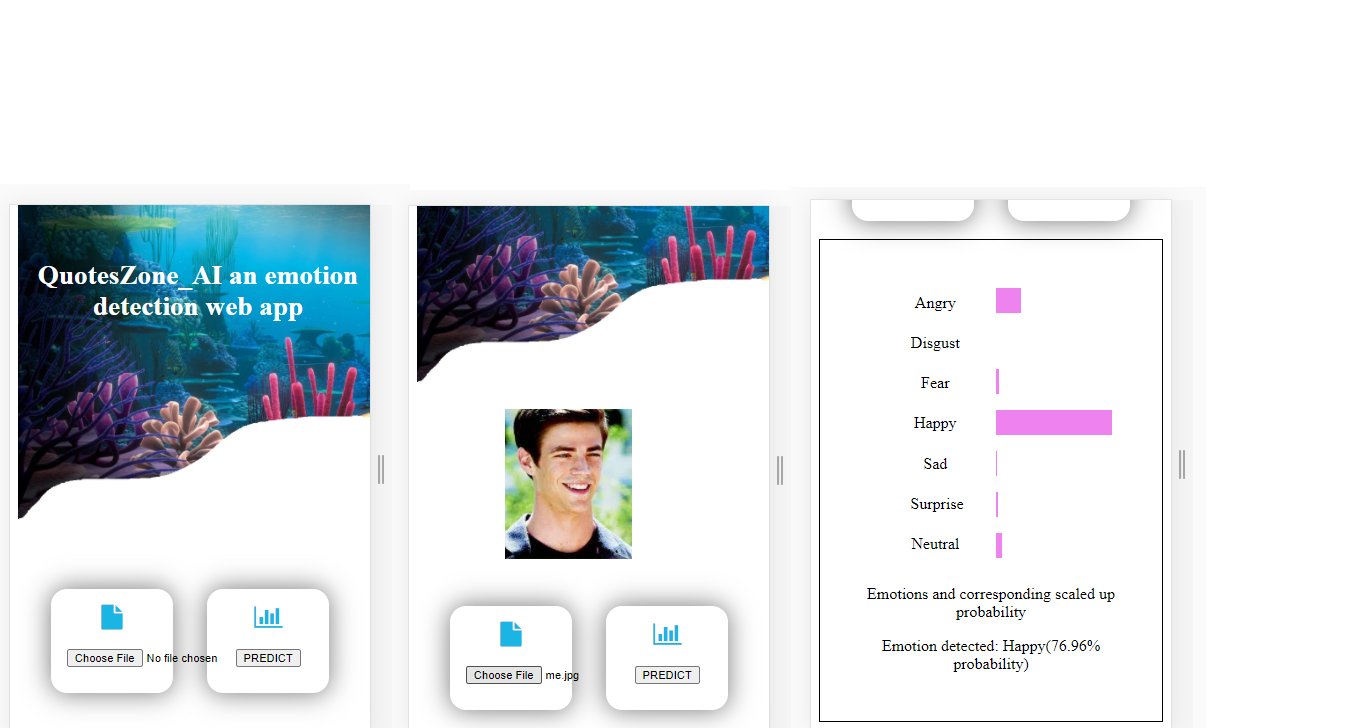 QuotesZone_AI an emotion
detection web app
Choose File No file chosen
PREDICT
Choose File me.jpg
PREDICT
Angry
Disgust
Fear
Happy
Sad
Surprise
Neutral
Emotions and corresponding scaled up
probability
Emotion detected: Happy(76.96%
probability)